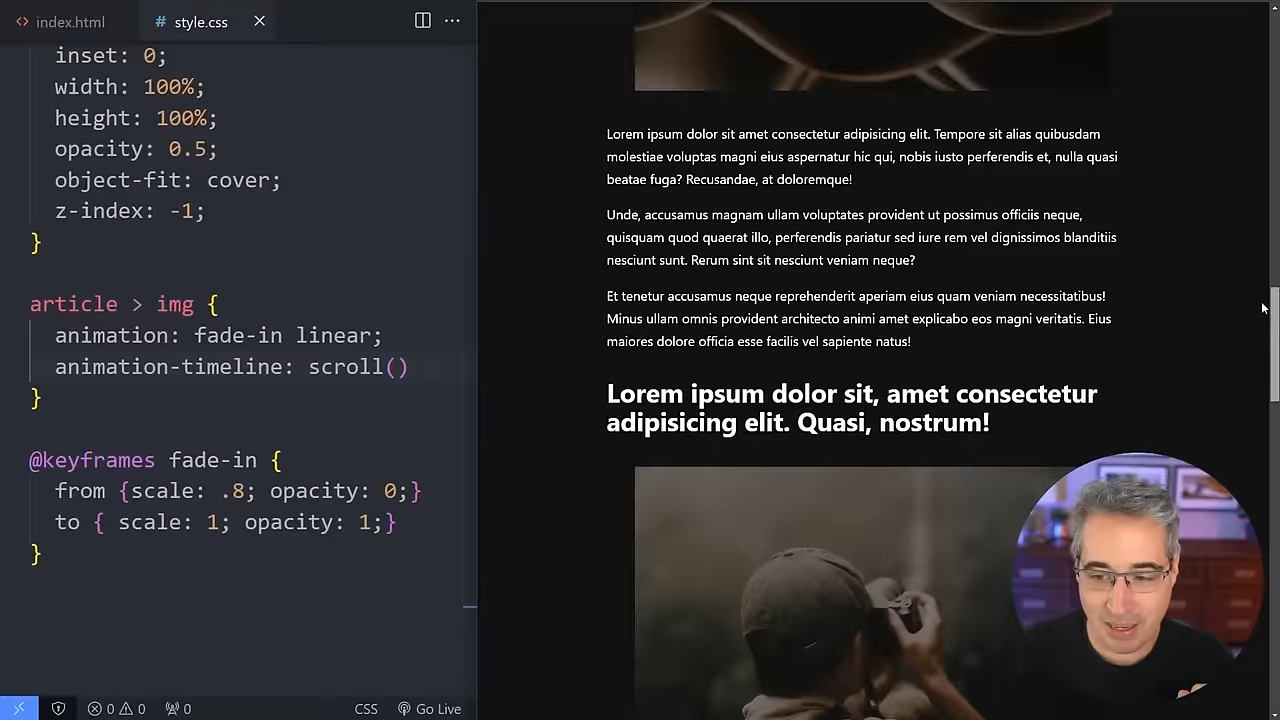 index.html
# style.css
inset: 0;
width: 100%;
height: 100%;
opacity: 0.5;
object-fit: cover;
z-index: -1;
}
article > img {
animation: fade-in linear;
animation-timeline: scroll()
}
@keyframes fade-in {
from {scale: .8; opacity: 0;}
to { scale: 1; opacity: 1;}
}
0 0 0 CSS Go Live
Lorem ipsum dolor sit amet consectetur adipisicing elit. Tempore sit alias quibusdam
molestiae voluptas magni eius aspernatur hic qui, nobis iusto perferendis et, nulla quasi
beatae fuga? Recusandae, at doloremque!
Unde, accusamus magnam ullam voluptates provident ut possimus officiis neque,
quisquam quod quaerat illo, perferendis pariatur sed iure rem vel dignissimos blanditiis
nesciunt sunt. Rerum sint sit nesciunt veniam neque?
Et tenetur accusamus neque reprehenderit aperiam eius quam veniam necessitatibus!
Minus ullam omnis provident architecto animi amet explicabo eos magni veritatis. Eius
maiores dolore officia esse facilis vel sapiente natus!
Lorem ipsum dolor sit, amet consectetur
adipisicing elit. Quasi, nostrum!